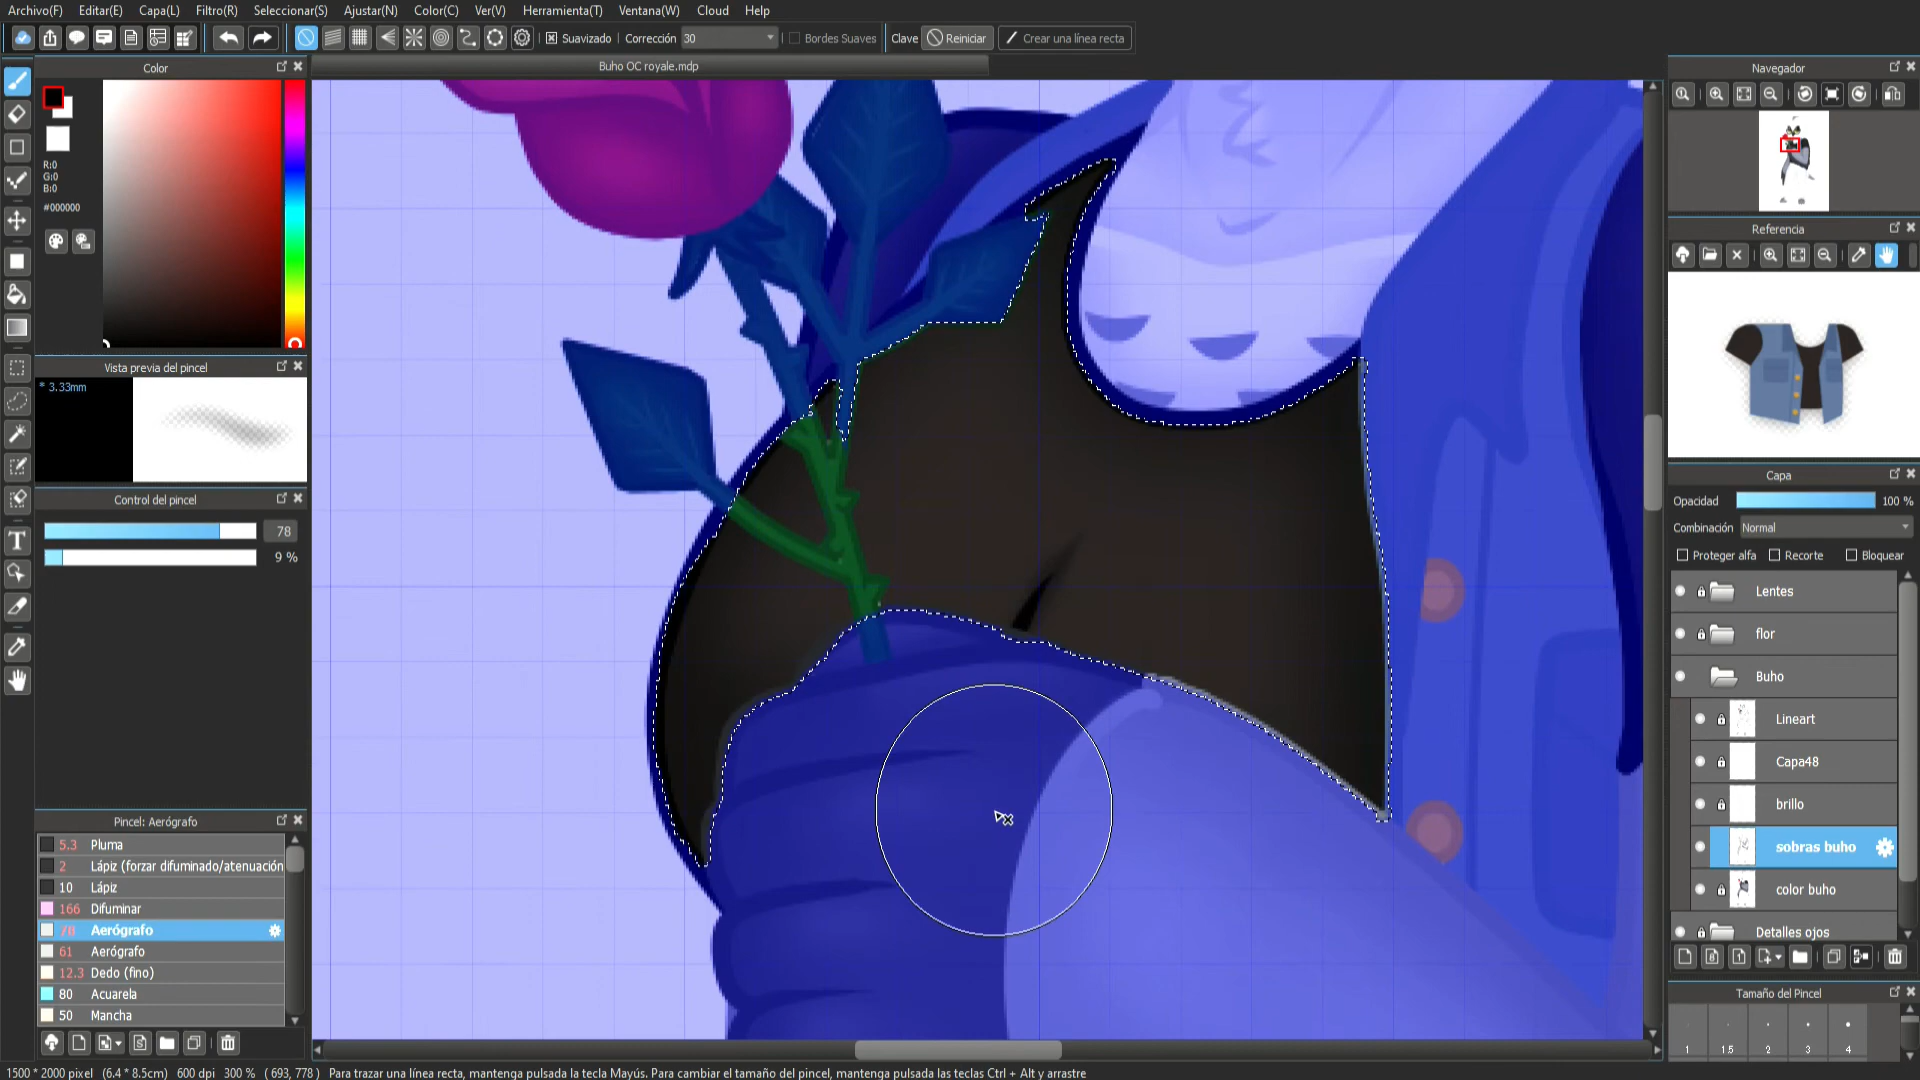 Archivo(F) Editar(E) Capa(L) Filtro(R) Seleccionar(S) Ajustar(N) Color(C) Ver(V) Herramienta(T) Ventana(W) Cloud Help
Suavizado Corrección 30 Bordes Suaves Clave Reiniciar Crear una línea recta
Color
Buho OC royale.mdp
Navegador
R:0
G:0
B:0
#000000
Referencia
Vista previa del pincel
* 3.33mm
Control del pincel
78
9 %
Capa
Opacidad 100 %
Combinación Normal
Proteger alfa Recorte Bloquear
Lentes
flor
Buho
Lineart
Capa48
brillo
sobras buho
color buho
Detalles ojos
Pincel: Aerógrafo
5.3 Pluma
2 Lápiz (forzar difuminado/atenuación
10 Lápiz
166 Difuminar
78 Aerógrafo
61 Aerógrafo
12.3 Dedo (fino)
80 Acuarela
50 Mancha
Tamaño del Pincel
1 1.5 2 3 4
1500 * 2000 pixel (6.4 * 8.5cm) 600 dpi 300 % ( 693, 778 ) Para trazar una línea recta, mantenga pulsada la tecla Mayús. Para cambiar el tamaño del pincel, mantenga pulsada las teclas Ctrl + Alt y arrastre